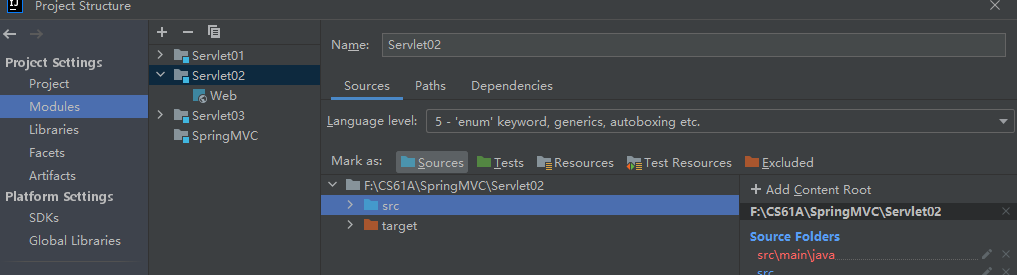 Project Structure
Project Settings
Project
Modules
Libraries
Facets
Artifacts
Platform Settings
SDKs
Global Libraries
Servlet01
Servlet02
Web
Servlet03
SpringMVC
Name: Servlet02
Sources Paths Dependencies
Language level: 5 - 'enum' keyword, generics, autoboxing etc.
Mark as: Sources Tests Resources Test Resources Excluded
F:\CS61A\SpringMVC\Servlet02
src
target
+ Add Content Root
F:\CS61A\SpringMVC\Servlet02
Source Folders
src\main\java
src